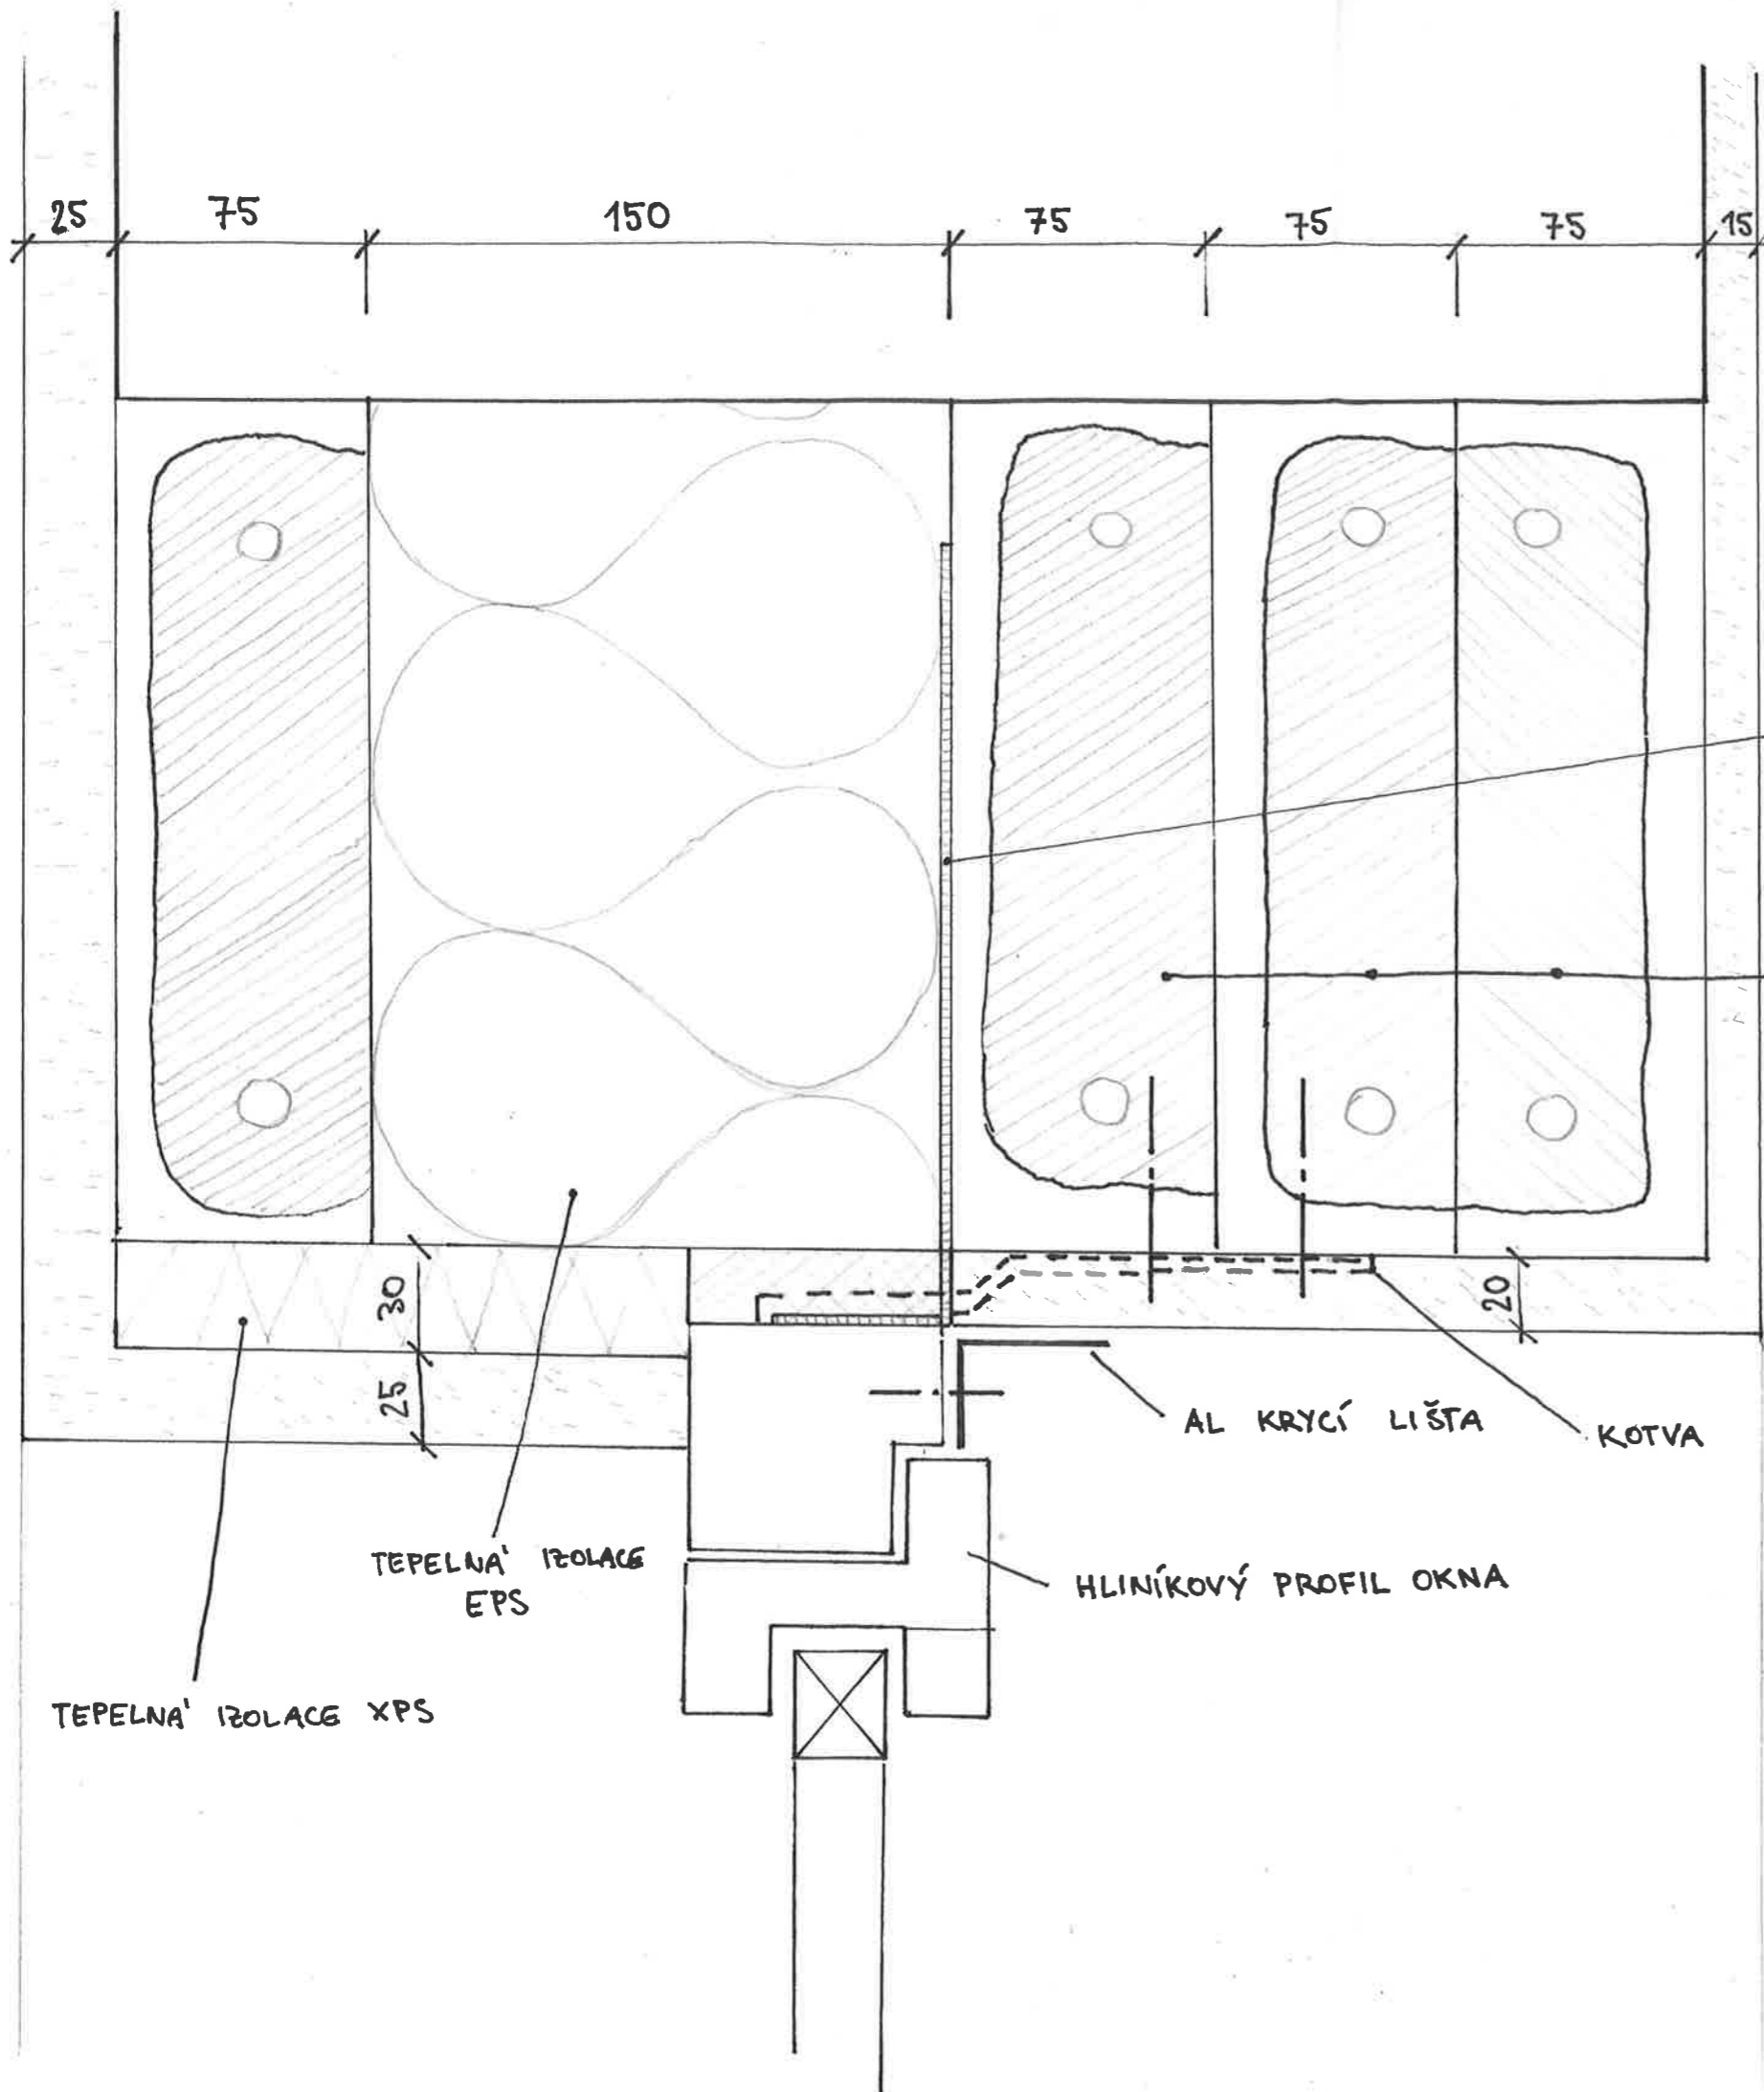 25 75 150 75 75 75 15
30
20
25
AL KRYCÍ LIŠTA
KOTVA
TEPELNÁ IZOLACE
EPS
HLINÍKOVÝ PROFIL OKNA
TEPELNÁ IZOLACE XPS